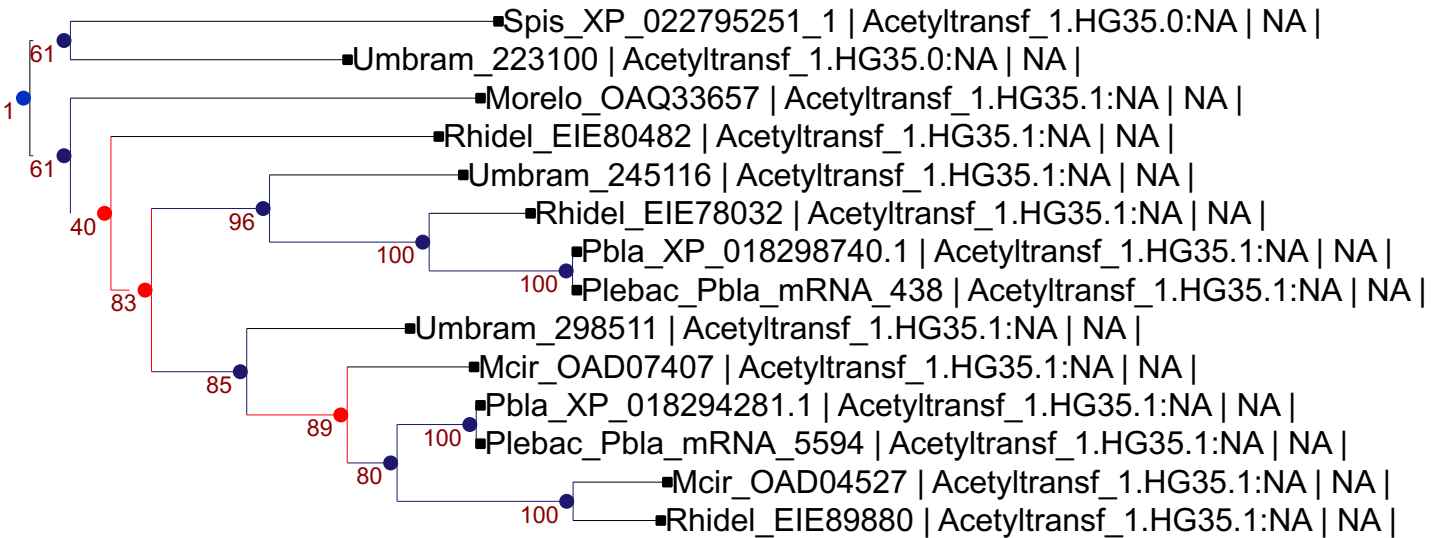 Spis_XP_022795251_1 | Acetyltransf_1.HG35.0:NA | NA |
61
Umbram_223100 | Acetyltransf_1.HG35.0:NA | NA |
1
Morelo_OAQ33657 | Acetyltransf_1.HG35.1:NA | NA |
Rhidel_EIE80482 | Acetyltransf_1.HG35.1:NA | NA |
61
Umbram_245116 | Acetyltransf_1.HG35.1:NA | NA |
40
96
Rhidel_EIE78032 | Acetyltransf_1.HG35.1:NA | NA |
100
Pbla_XP_018298740.1 | Acetyltransf_1.HG35.1:NA | NA |
100
Plebac_Pbla_mRNA_438 | Acetyltransf_1.HG35.1:NA | NA |
83
Umbram_298511 | Acetyltransf_1.HG35.1:NA | NA |
Mcir_OAD07407 | Acetyltransf_1.HG35.1:NA | NA |
85
Pbla_XP_018294281.1 | Acetyltransf_1.HG35.1:NA | NA |
89
100
Plebac_Pbla_mRNA_5594 | Acetyltransf_1.HG35.1:NA | NA |
80
Mcir_OAD04527 | Acetyltransf_1.HG35.1:NA | NA |
100
Rhidel_EIE89880 | Acetyltransf_1.HG35.1:NA | NA |